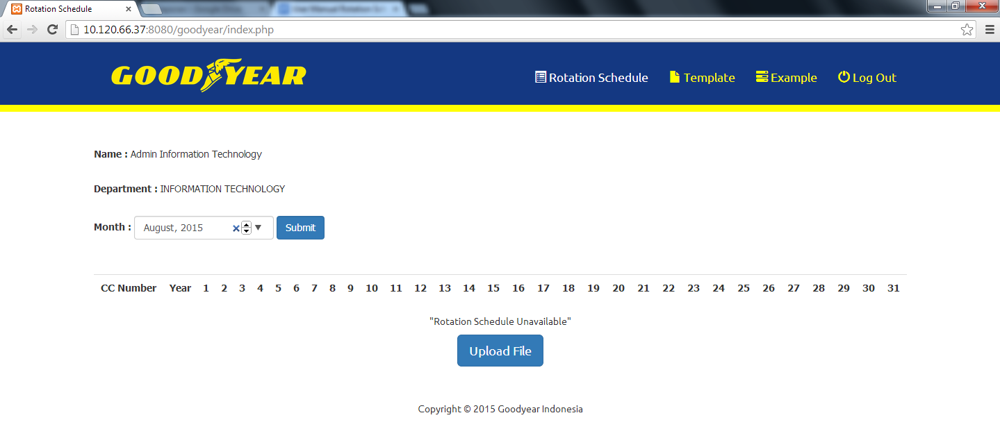 Rotation Schedule
10.120.66.37:8080/goodyear/index.php
GOODYEAR
Rotation Schedule Template Example Log Out
Name : Admin Information Technology
Department : INFORMATION TECHNOLOGY
Month : August, 2015 Submit
CC Number Year 1 2 3 4 5 6 7 8 9 10 11 12 13 14 15 16 17 18 19 20 21 22 23 24 25 26 27 28 29 30 31
"Rotation Schedule Unavailable"
Upload File
Copyright © 2015 Goodyear Indonesia